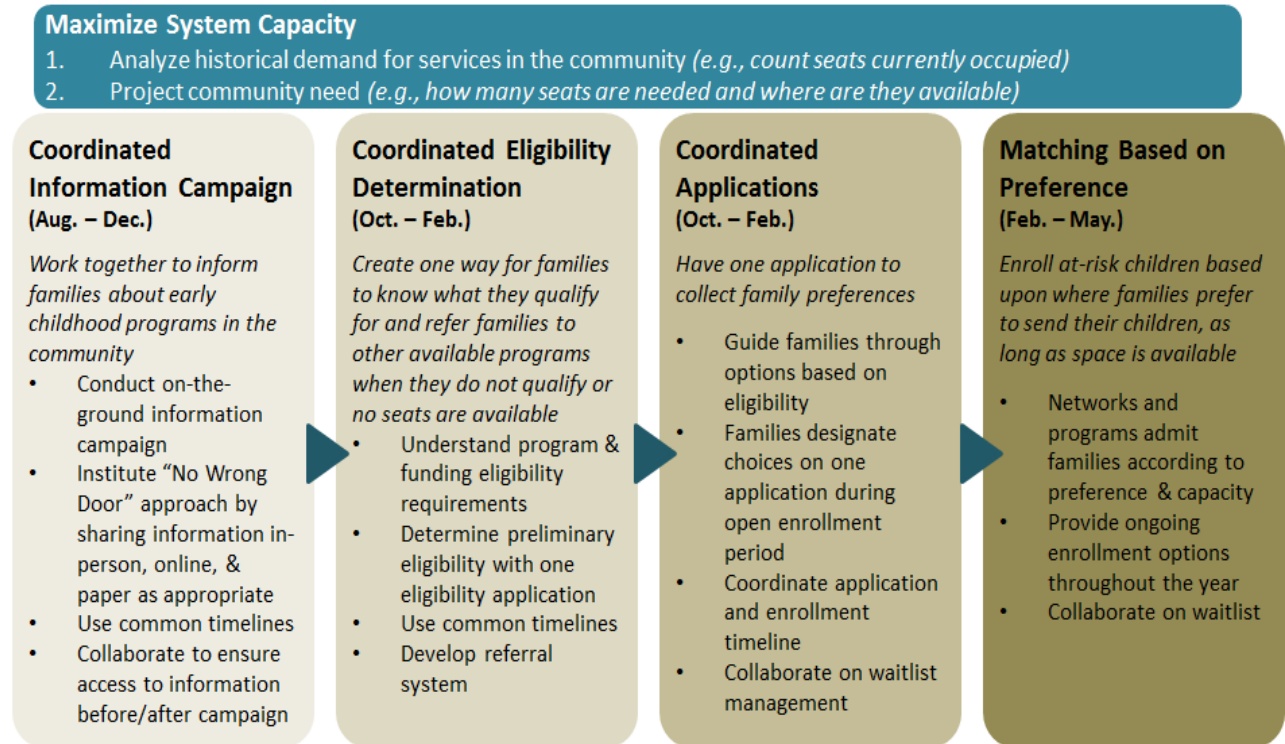 Maximize System Capacity
1. Analyze historical demand for services in the community (e.g., count seats currently occupied)
2. Project community need (e.g., how many seats are needed and where are they available)
Coordinated
Information Campaign
(Aug. – Dec.)
Work together to inform
families about early
childhood programs in the
community
• Conduct on-the-
ground information
campaign
• Institute “No Wrong
Door” approach by
sharing information in-
person, online, &
paper as appropriate
• Use common timelines
• Collaborate to ensure
access to information
before/after campaign
Coordinated Eligibility
Determination
(Oct. – Feb.)
Create one way for families
to know what they qualify
for and refer families to
other available programs
when they do not qualify or
no seats are available
• Understand program &
funding eligibility
requirements
• Determine preliminary
eligibility with one
eligibility application
• Use common timelines
• Develop referral
system
Coordinated
Applications
(Oct. – Feb.)
Have one application to
collect family preferences
• Guide families through
options based on
eligibility
• Families designate
choices on one
application during
open enrollment
period
• Coordinate application
and enrollment
timeline
• Collaborate on waitlist
management
Matching Based on
Preference
(Feb. – May.)
Enroll at-risk children based
upon where families prefer
to send their children, as
long as space is available
• Networks and
programs admit
families according to
preference & capacity
• Provide ongoing
enrollment options
throughout the year
• Collaborate on waitlist